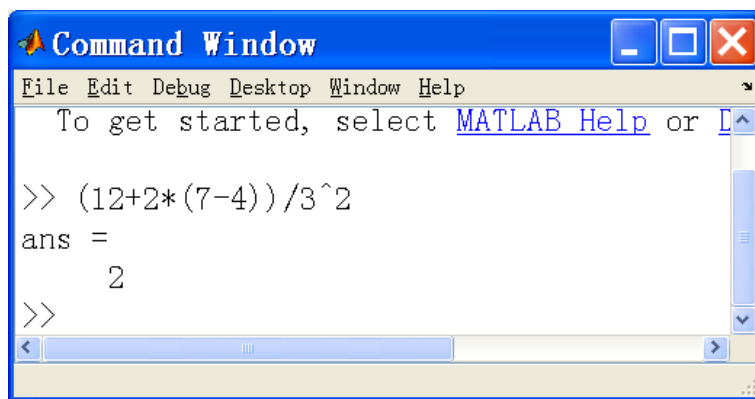 Command Window
File Edit Debug Desktop Window Help
To get started, select MATLAB Help or
>> (12+2*(7-4))/3^2
ans =
2
>>